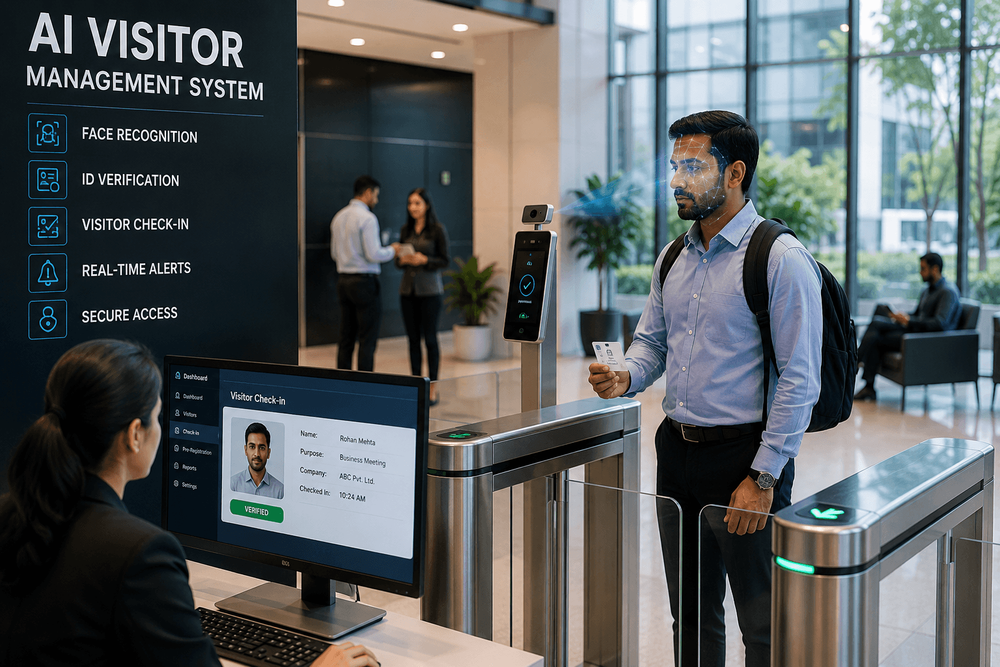 AI VISITOR
MANAGEMENT SYSTEM
FACE RECOGNITION
ID VERIFICATION
VISITOR CHECK-IN
REAL-TIME ALERTS
SECURE ACCESS
Dashboard
Dashboard
Visitors
Check-in
Pre-Registration
Reports
Settings
Visitor Check-in
Name: Rohan Mehta
Purpose: Business Meeting
Company: ABC Pvt. Ltd.
Checked in: 10:24 AM
VERIFIED